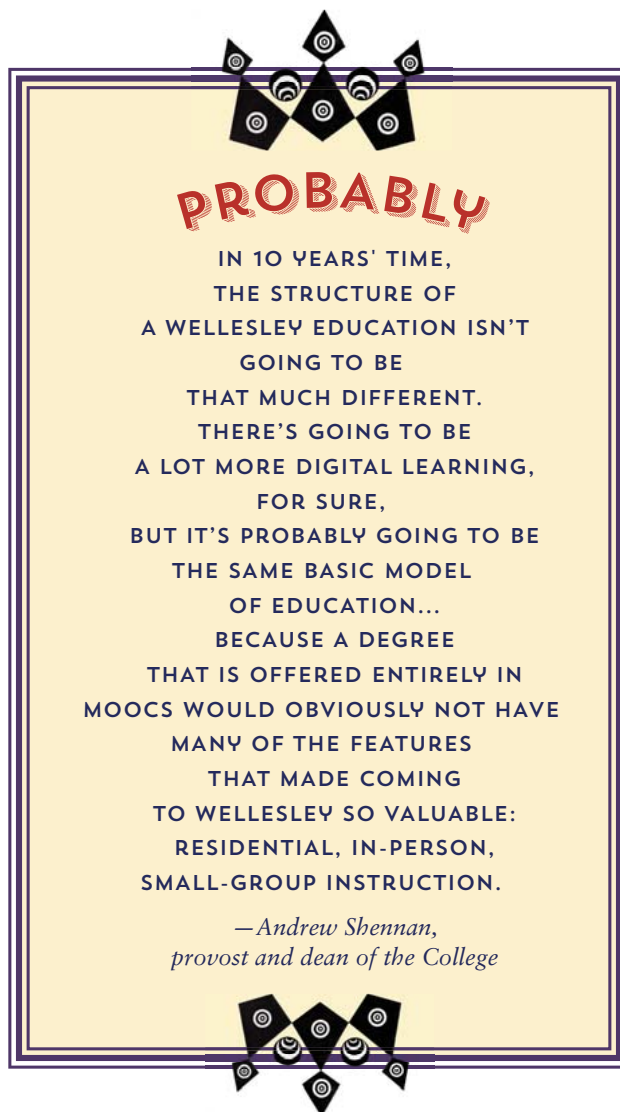 PROBABLY
IN 10 YEARS' TIME,
THE STRUCTURE OF
A WELLESLEY EDUCATION ISN'T
GOING TO BE
THAT MUCH DIFFERENT.
THERE'S GOING TO BE
A LOT MORE DIGITAL LEARNING,
FOR SURE,
BUT IT'S PROBABLY GOING TO BE
THE SAME BASIC MODEL
OF EDUCATION...
BECAUSE A DEGREE
THAT IS OFFERED ENTIRELY IN
MOOCS WOULD OBVIOUSLY NOT HAVE
MANY OF THE FEATURES
THAT MADE COMING
TO WELLESLEY SO VALUABLE:
RESIDENTIAL, IN-PERSON,
SMALL-GROUP INSTRUCTION.
—Andrew Shennan,
provost and dean of the College